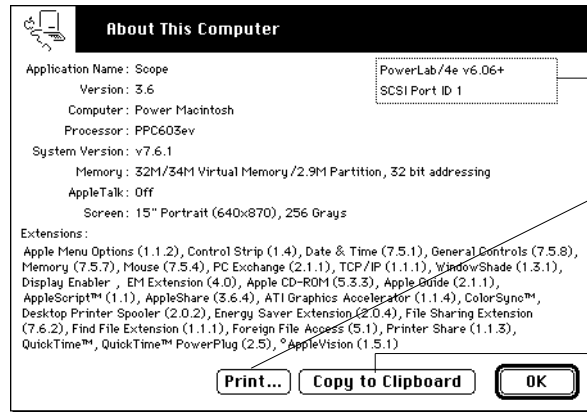 About This Computer
Application Name: Scope
PowerLab/4e v6.06+
Version: 3.6
SCSI Port ID 1
Computer: Power Macintosh
Processor: PPC603ev
System Version: v7.6.1
Memory: 32M/34M Virtual Memory/2.9M Partition, 32 bit addressing
AppleTalk: Off
Screen: 15" Portrait (640x870), 256 Grays
Extensions:
Apple Menu Options (1.1.2), Control Strip (1.4), Date & Time (7.5.1), General Controls (7.5.8),
Memory (7.5.7), Mouse (7.5.4), PC Exchange (2.1.1), TCP/IP (1.1.1), WindowShade (1.3.1),
Display Enabler , EM Extension (4.0), Apple CD-ROM (5.3.3), Apple Guide (2.1.1),
AppleScript™ (1.1), AppleShare (3.6.4), ATI Graphics Accelerator (1.1.4), ColorSync™,
Desktop Printer Spooler (2.0.2), Energy Saver Extension (2.0.4), File Sharing Extension
(7.6.2), Find File Extension (1.1.1), Foreign File Access (5.1), Printer Share (1.1.3),
QuickTime™, QuickTime™ PowerPlug (2.5), °AppleVision (1.5.1)
Print... Copy to Clipboard OK